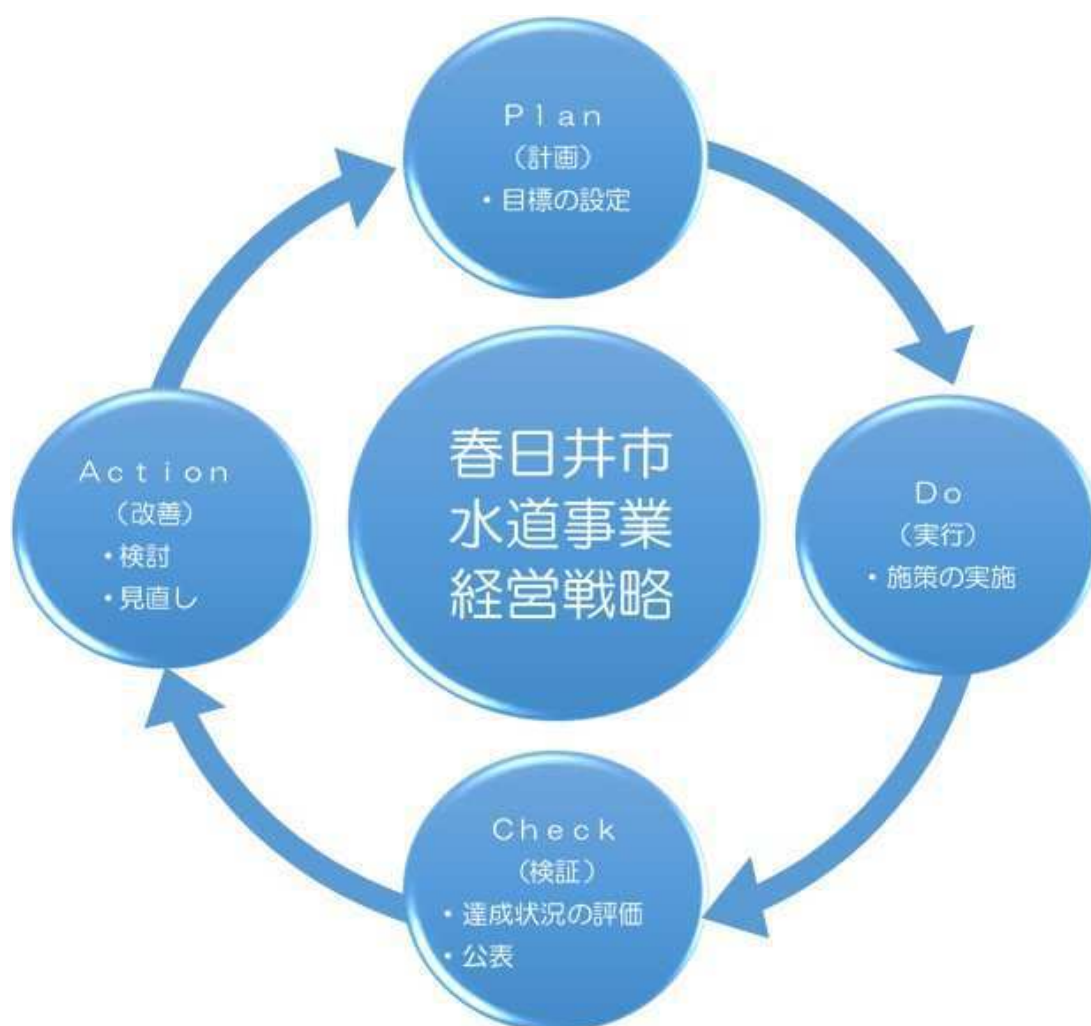 Plan
（計画）
・目標の設定
Do
（実行）
・施策の実施
Check
（検証）
・達成状況の評価
・公表
Action
（改善）
・検討
・見直し
春日井市
水道事業
経営戦略